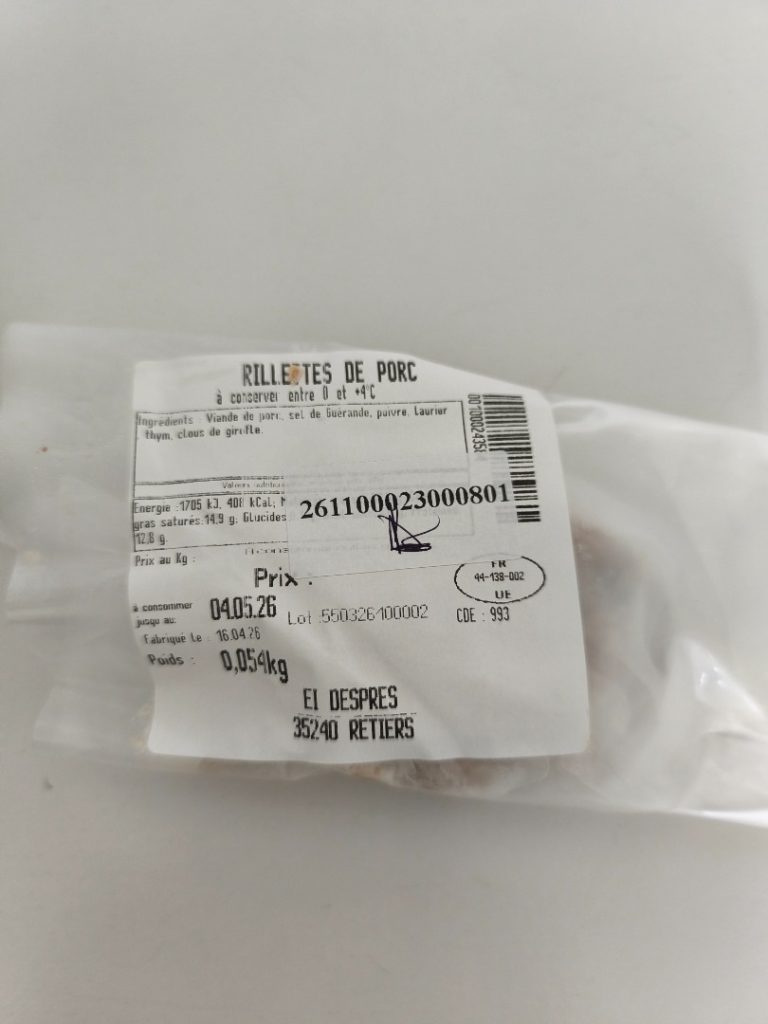 RILLETTES DE PORC
à conserver entre 0 et +4°C
Ingrédients : Viande de porc, sel de Guérande, poivre, Laurier
thym, clous de girofle.
Valeurs
Energie :1705 kJ, 408 kCal;
gras saturés:14,9 g. Glucides
12,8 g.
261100023000801
Prix au Kg :
Prix :
FR
44-138-002
UE
à consommer
jusqu'au:
04.05.26
Lot :550326100002
CDE : 993
Fabriqué Le : 16.04.26
Poids : 0,054kg
EI DESPRES
35240 RETIERS